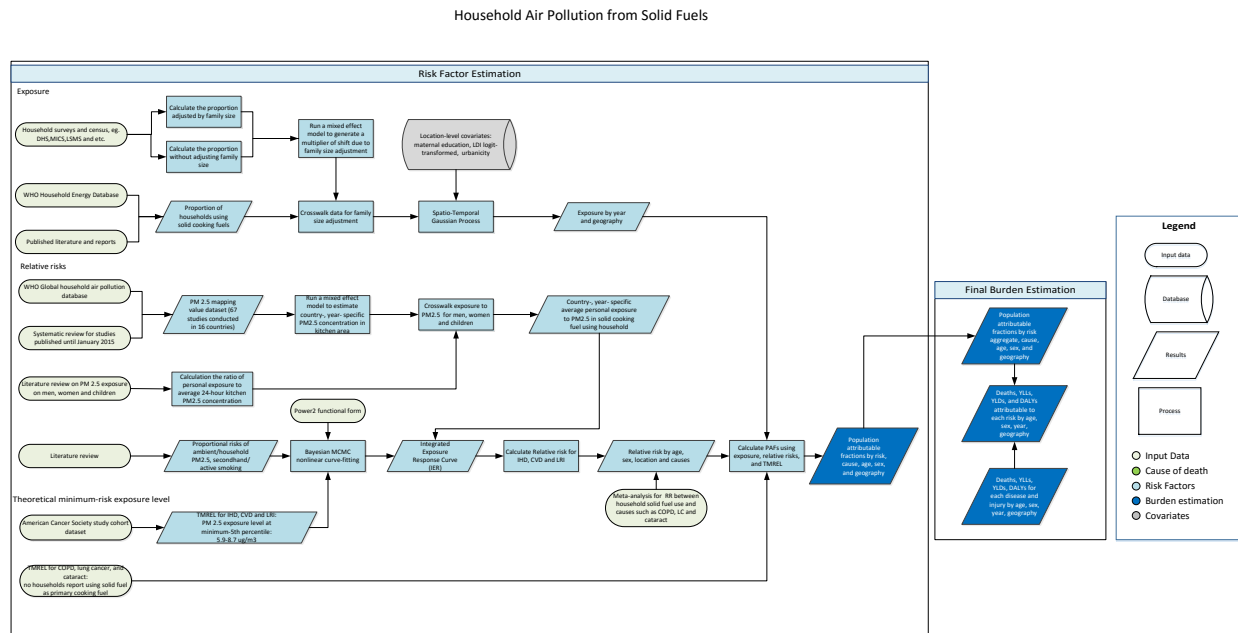 Household Air Pollution from Solid Fuels
Risk Factor Estimation
Exposure
Household surveys and census, eg.
DHS,MICS,LSMS and etc.
Calculate the proportion
adjusted by family size
Calculate the proportion
without adjusting family
size
Run a mixed effect
model to generate a
multiplier of shift due to
family size adjustment
Location-level covariates:
maternal education, LDI logit-
transformed, urbanicity
WHO Household Energy Database
Published literature and reports
Proportion of
households using
solid cooking fuels
Crosswalk data for family
size adjustment
Spatio-Temporal
Gaussian Process
Exposure by year
and geography
Relative risks
WHO Global household air pollution
database
Systematic review for studies
published until January 2015
PM 2.5 mapping
value dataset (67
studies conducted
in 16 countries)
Run a mixed effect
model to estimate
country-, year- specific
PM2.5 concentration in
kitchen area
Crosswalk exposure to
PM2.5 for men, women
and children
Country-, year- specific
average personal exposure
to PM2.5 in solid cooking
fuel using household
Literature review on PM 2.5 exposure
on men, women and children
Calculation the ratio of
personal exposure to
average 24-hour kitchen
PM2.5 concentration
Power2 functional form
Literature review
Proportional risks of
ambient/household
PM2.5, secondhand/
active smoking
Bayesian MCMC
nonlinear curve-fitting
Integrated
Exposure
Response Curve
(IER)
Calculate Relative risk for
IHD, CVD and LRI
Relative risk by age,
sex, location and causes
Calculate PAFs using
exposure, relative risks,
and TMREL
Population
attributable
fractions by risk,
cause, age, sex,
and geography
Meta-analysis for RR between
household solid fuel use and
causes such as COPD, LC and
cataract
Theoretical minimum-risk exposure level
American Cancer Society study cohort
dataset
TMREL for IHD, CVD and LRI:
PM 2.5 exposure level at
minimum-5th percentile:
5.9-8.7 ug/m3
TMREL for COPD, lung cancer, and
cataract:
no households report using solid fuel
as primary cooking fuel
Final Burden Estimation
Population
attributable
fractions by risk
aggregate, cause,
age, sex, and
geography
Deaths, YLLs,
YLDs, and DALYs
attributable to
each risk by age,
sex, year,
geography
Deaths, YLLs,
YLDs, DALYs for
each disease and
injury by age, sex,
year, geography
Legend
Input data
Database
Results
Process
Input Data
Cause of death
Risk Factors
Burden estimation
Covariates